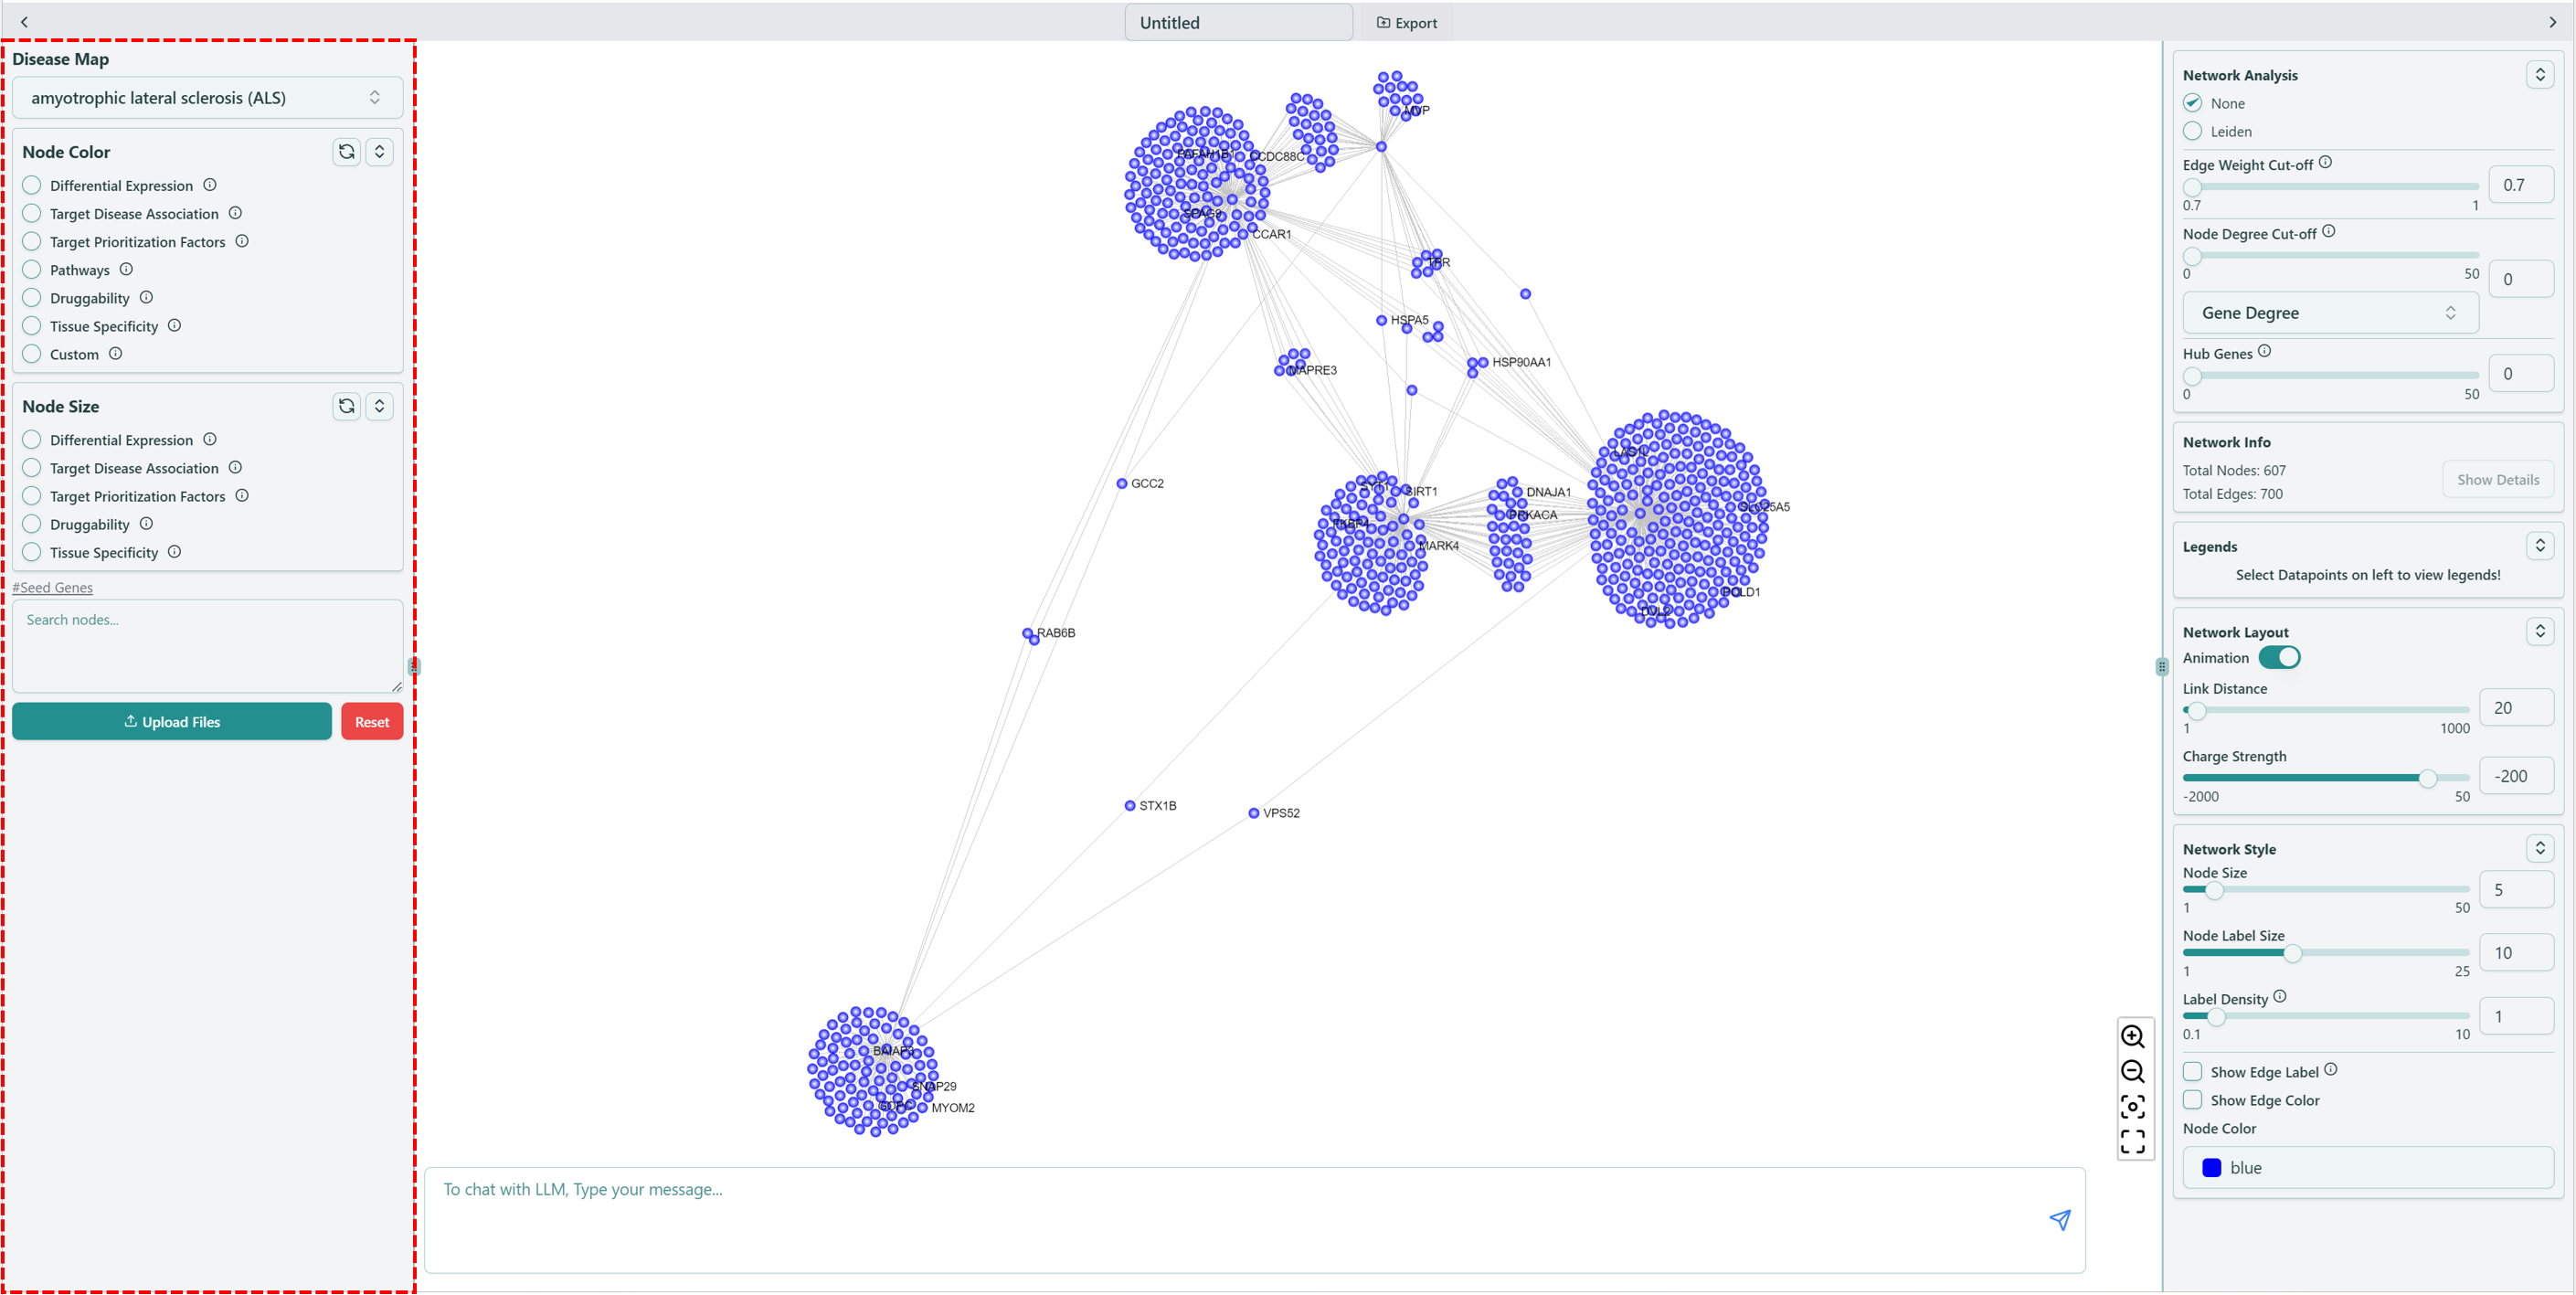 Untitled
Export
Disease Map
amyotrophic lateral sclerosis (ALS)
Node Color
Differential Expression
Target Disease Association
Target Prioritization Factors
Pathways
Druggability
Tissue Specificity
Custom
Node Size
Differential Expression
Target Disease Association
Target Prioritization Factors
Druggability
Tissue Specificity
#Seed Genes
Search nodes...
Upload Files
Reset
MVP
PAFAH1B1
CCDC88C
SPAG9
CCAR1
TPR
HSPA5
MAPRE3
HSP90AA1
LAS1L
GCC2
SYT1
SIRT1
DNAJA1
PRKACA
SLC25A5
FKBP4
MARK4
POLD1
DVL2
RAB6B
STX1B
VPS52
BAIAP3
SNAP29
GOPC
MYOM2
To chat with LLM, Type your message...
Network Analysis
None
Leiden
Edge Weight Cut-off
0.7
0.7
1
Node Degree Cut-off
0
50
0
Gene Degree
Hub Genes
0
0
50
Network Info
Total Nodes: 607
Total Edges: 700
Show Details
Legends
Select Datapoints on left to view legends!
Network Layout
Animation
Link Distance
20
1
1000
Charge Strength
-200
-2000
50
Network Style
Node Size
5
1
50
Node Label Size
10
1
25
Label Density
1
0.1
10
Show Edge Label
Show Edge Color
Node Color
blue